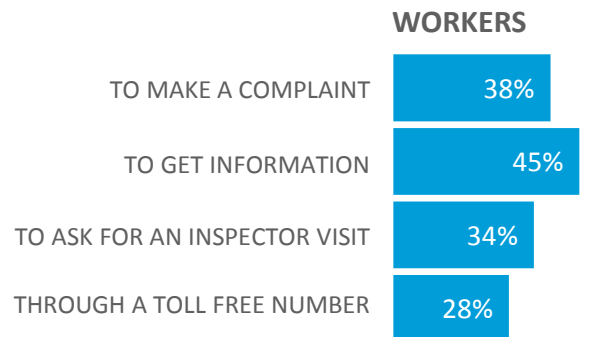 WORKERS
TO MAKE A COMPLAINT 38%
TO GET INFORMATION 45%
TO ASK FOR AN INSPECTOR VISIT 34%
THROUGH A TOLL FREE NUMBER 28%